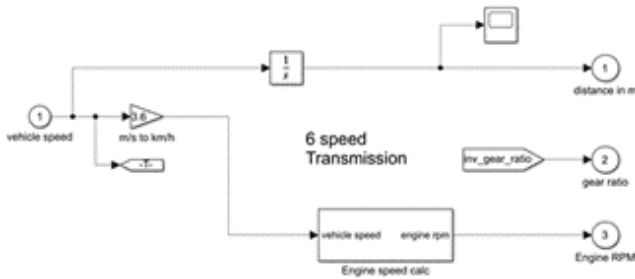 1
s
1
distance in m
1
vehicle speed
3.6
m/s to km/h
-T-
6 speed
Transmission
inv_gear_ratio
2
gear ratio
vehicle speed
engine rpm
Engine speed calc
3
Engine RPM